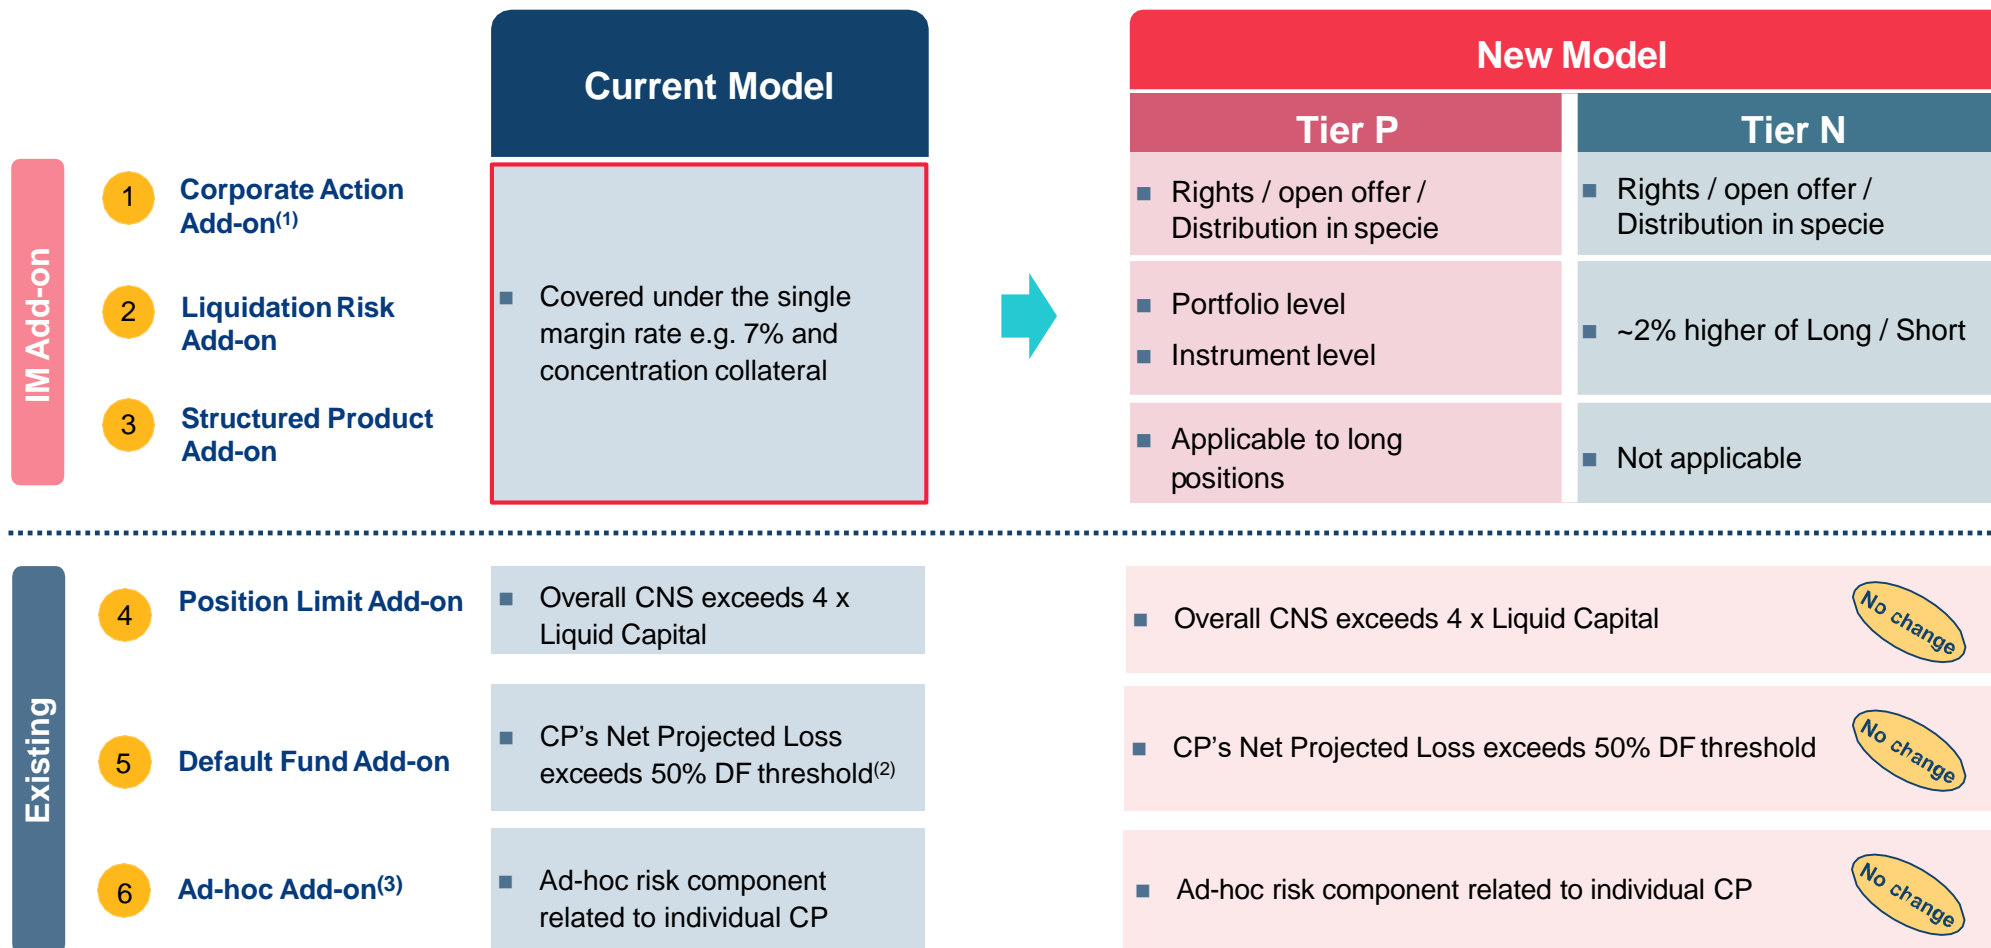 Current Model
New Model
Tier P
Tier N
IM Add-on
1
Corporate Action
Add-on(1)
2
Liquidation Risk
Add-on
3
Structured Product
Add-on
■ Covered under the single
margin rate e.g. 7% and
concentration collateral
■ Rights / open offer /
Distribution in specie
■ Rights / open offer /
Distribution in specie
■ Portfolio level
■ Instrument level
■ ~2% higher of Long / Short
■ Applicable to long
positions
■ Not applicable
Existing
4
Position Limit Add-on
■ Overall CNS exceeds 4 x
Liquid Capital
■ Overall CNS exceeds 4 x Liquid Capital
No change
5
Default Fund Add-on
■ CP's Net Projected Loss
exceeds 50% DF threshold(2)
■ CP's Net Projected Loss exceeds 50% DF threshold
No change
6
Ad-hoc Add-on(3)
■ Ad-hoc risk component
related to individual CP
■ Ad-hoc risk component related to individual CP
No change